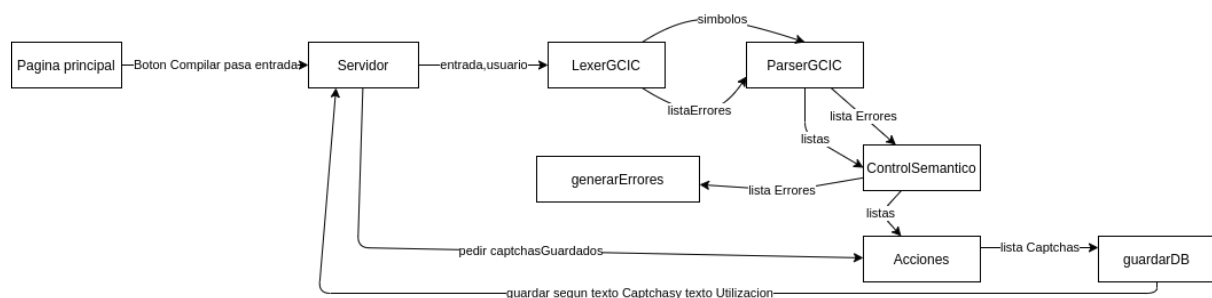 simbolos
Pagina principal
Boton Compilar pasa entrada
Servidor
entrada,usuario
LexerGCIC
ParserGCIC
listaErrores
lista Errores
listas
ControlSemantico
generarErrores
lista Errores
listas
pedir captchasGuardados
Acciones
lista Captchas
guardarDB
guardar segun texto Captchasy texto Utilizacion